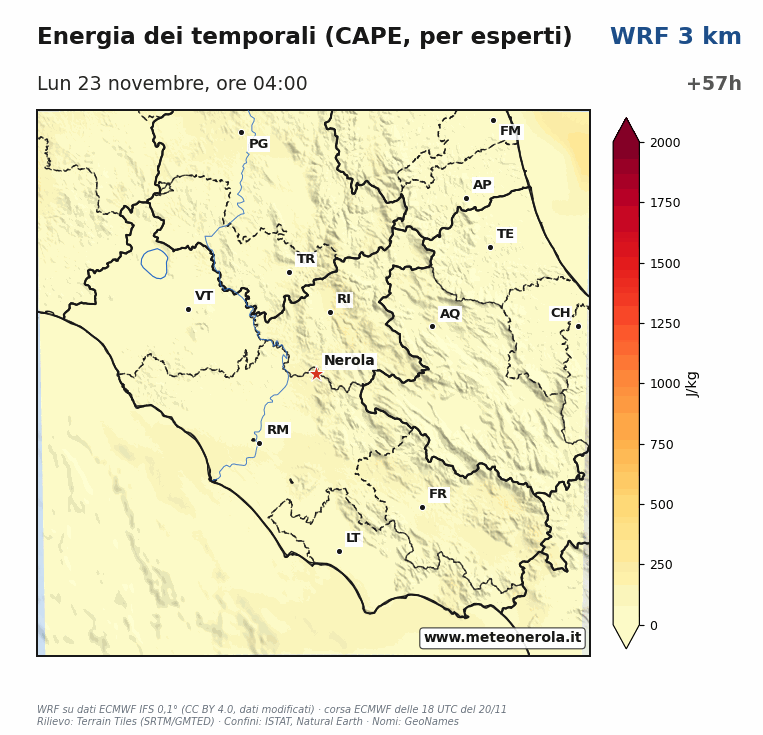 Energia dei temporali (CAPE, per esperti) WRF 3 km
Lun 23 novembre, ore 04:00 +57h
FM
PG
AP
TE
TR
RI
VT
AQ
CH
Nerola
RM
FR
LT
www.meteonerola.it
2000
1750
1500
1250
1000
750
500
250
0
J/kg
WRF su dati ECMWF IFS 0,1° (CC BY 4.0, dati modificati) · corsa ECMWF delle 18 UTC del 20/11
Rilievo: Terrain Tiles (SRTM/GMTED) · Confini: ISTAT, Natural Earth · Nomi: GeoNames